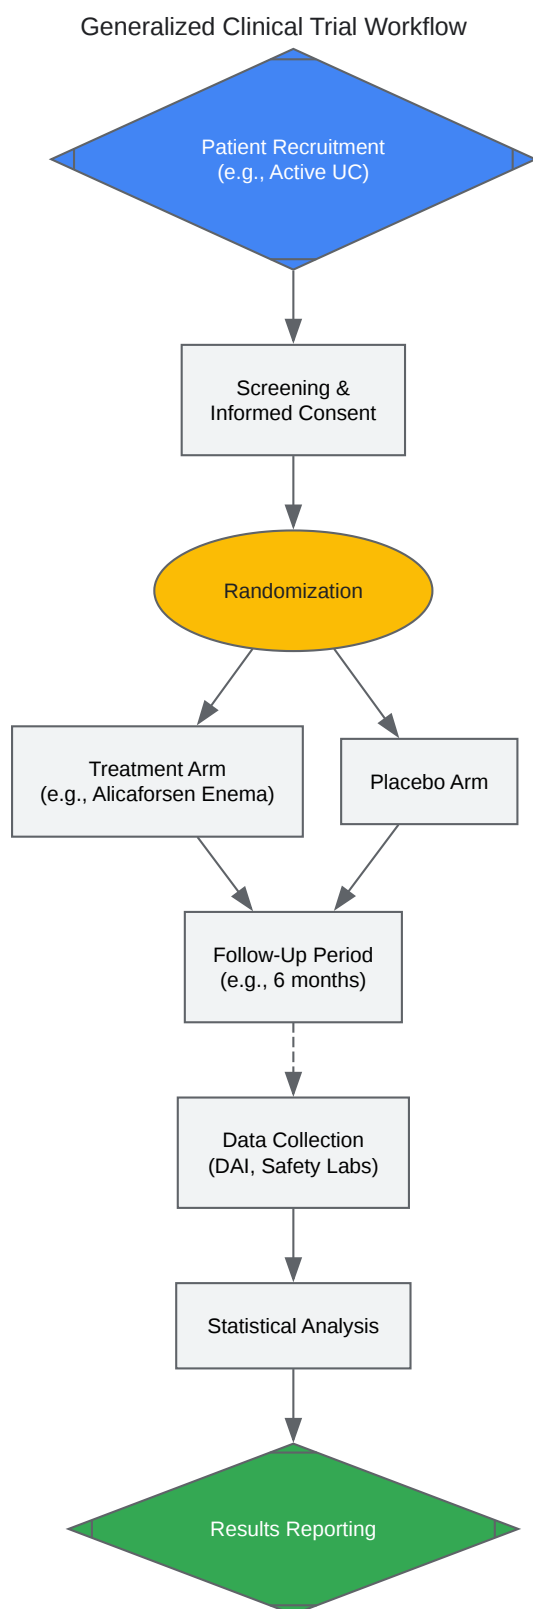 Generalized Clinical Trial Workflow
Patient Recruitment
(e.g., Active UC)
Screening &
Informed Consent
Randomization
Treatment Arm
(e.g., Alicaforsen Enema)
Placebo Arm
Follow-Up Period
(e.g., 6 months)
Data Collection
(DAI, Safety Labs)
Statistical Analysis
Results Reporting